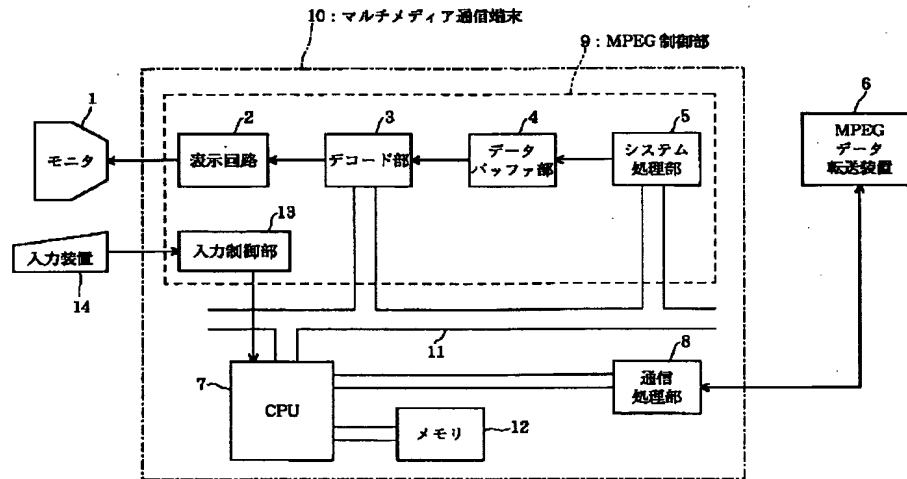 10：マルチメディア通信端末
9：MPEG 制御部
1
モニタ
2
表示回路
3
デコード部
4
データ
バッファ部
5
システム
処理部
6
MPEG
データ
転送装置
13
入力制御部
入力装置
14
11
7
CPU
8
通信
処理部
メモリ
12